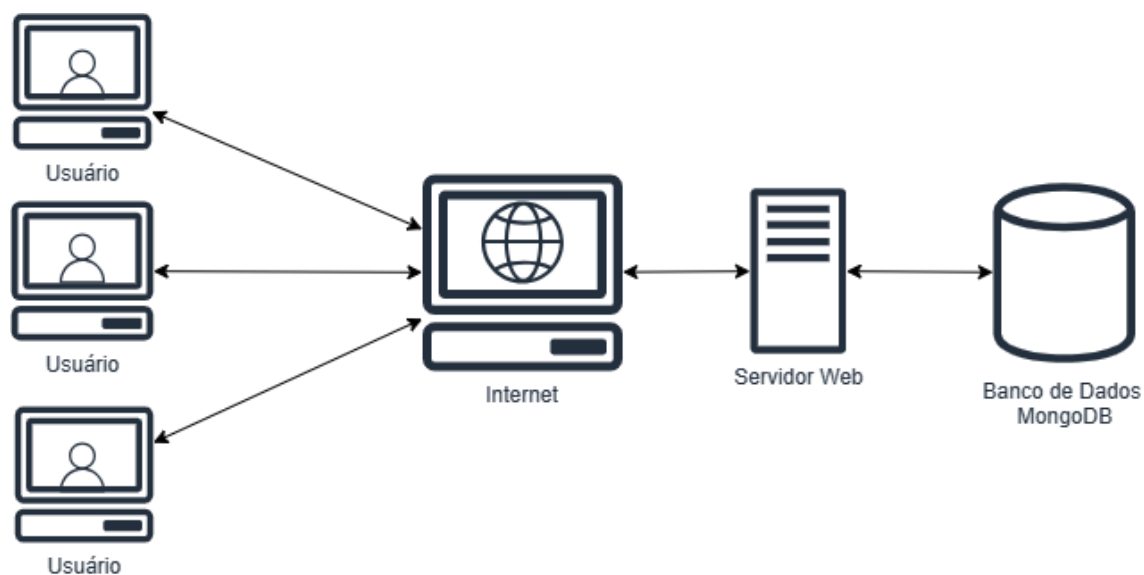 Usuário
Usuário
Usuário
Internet
Servidor Web
Banco de Dados
MongoDB